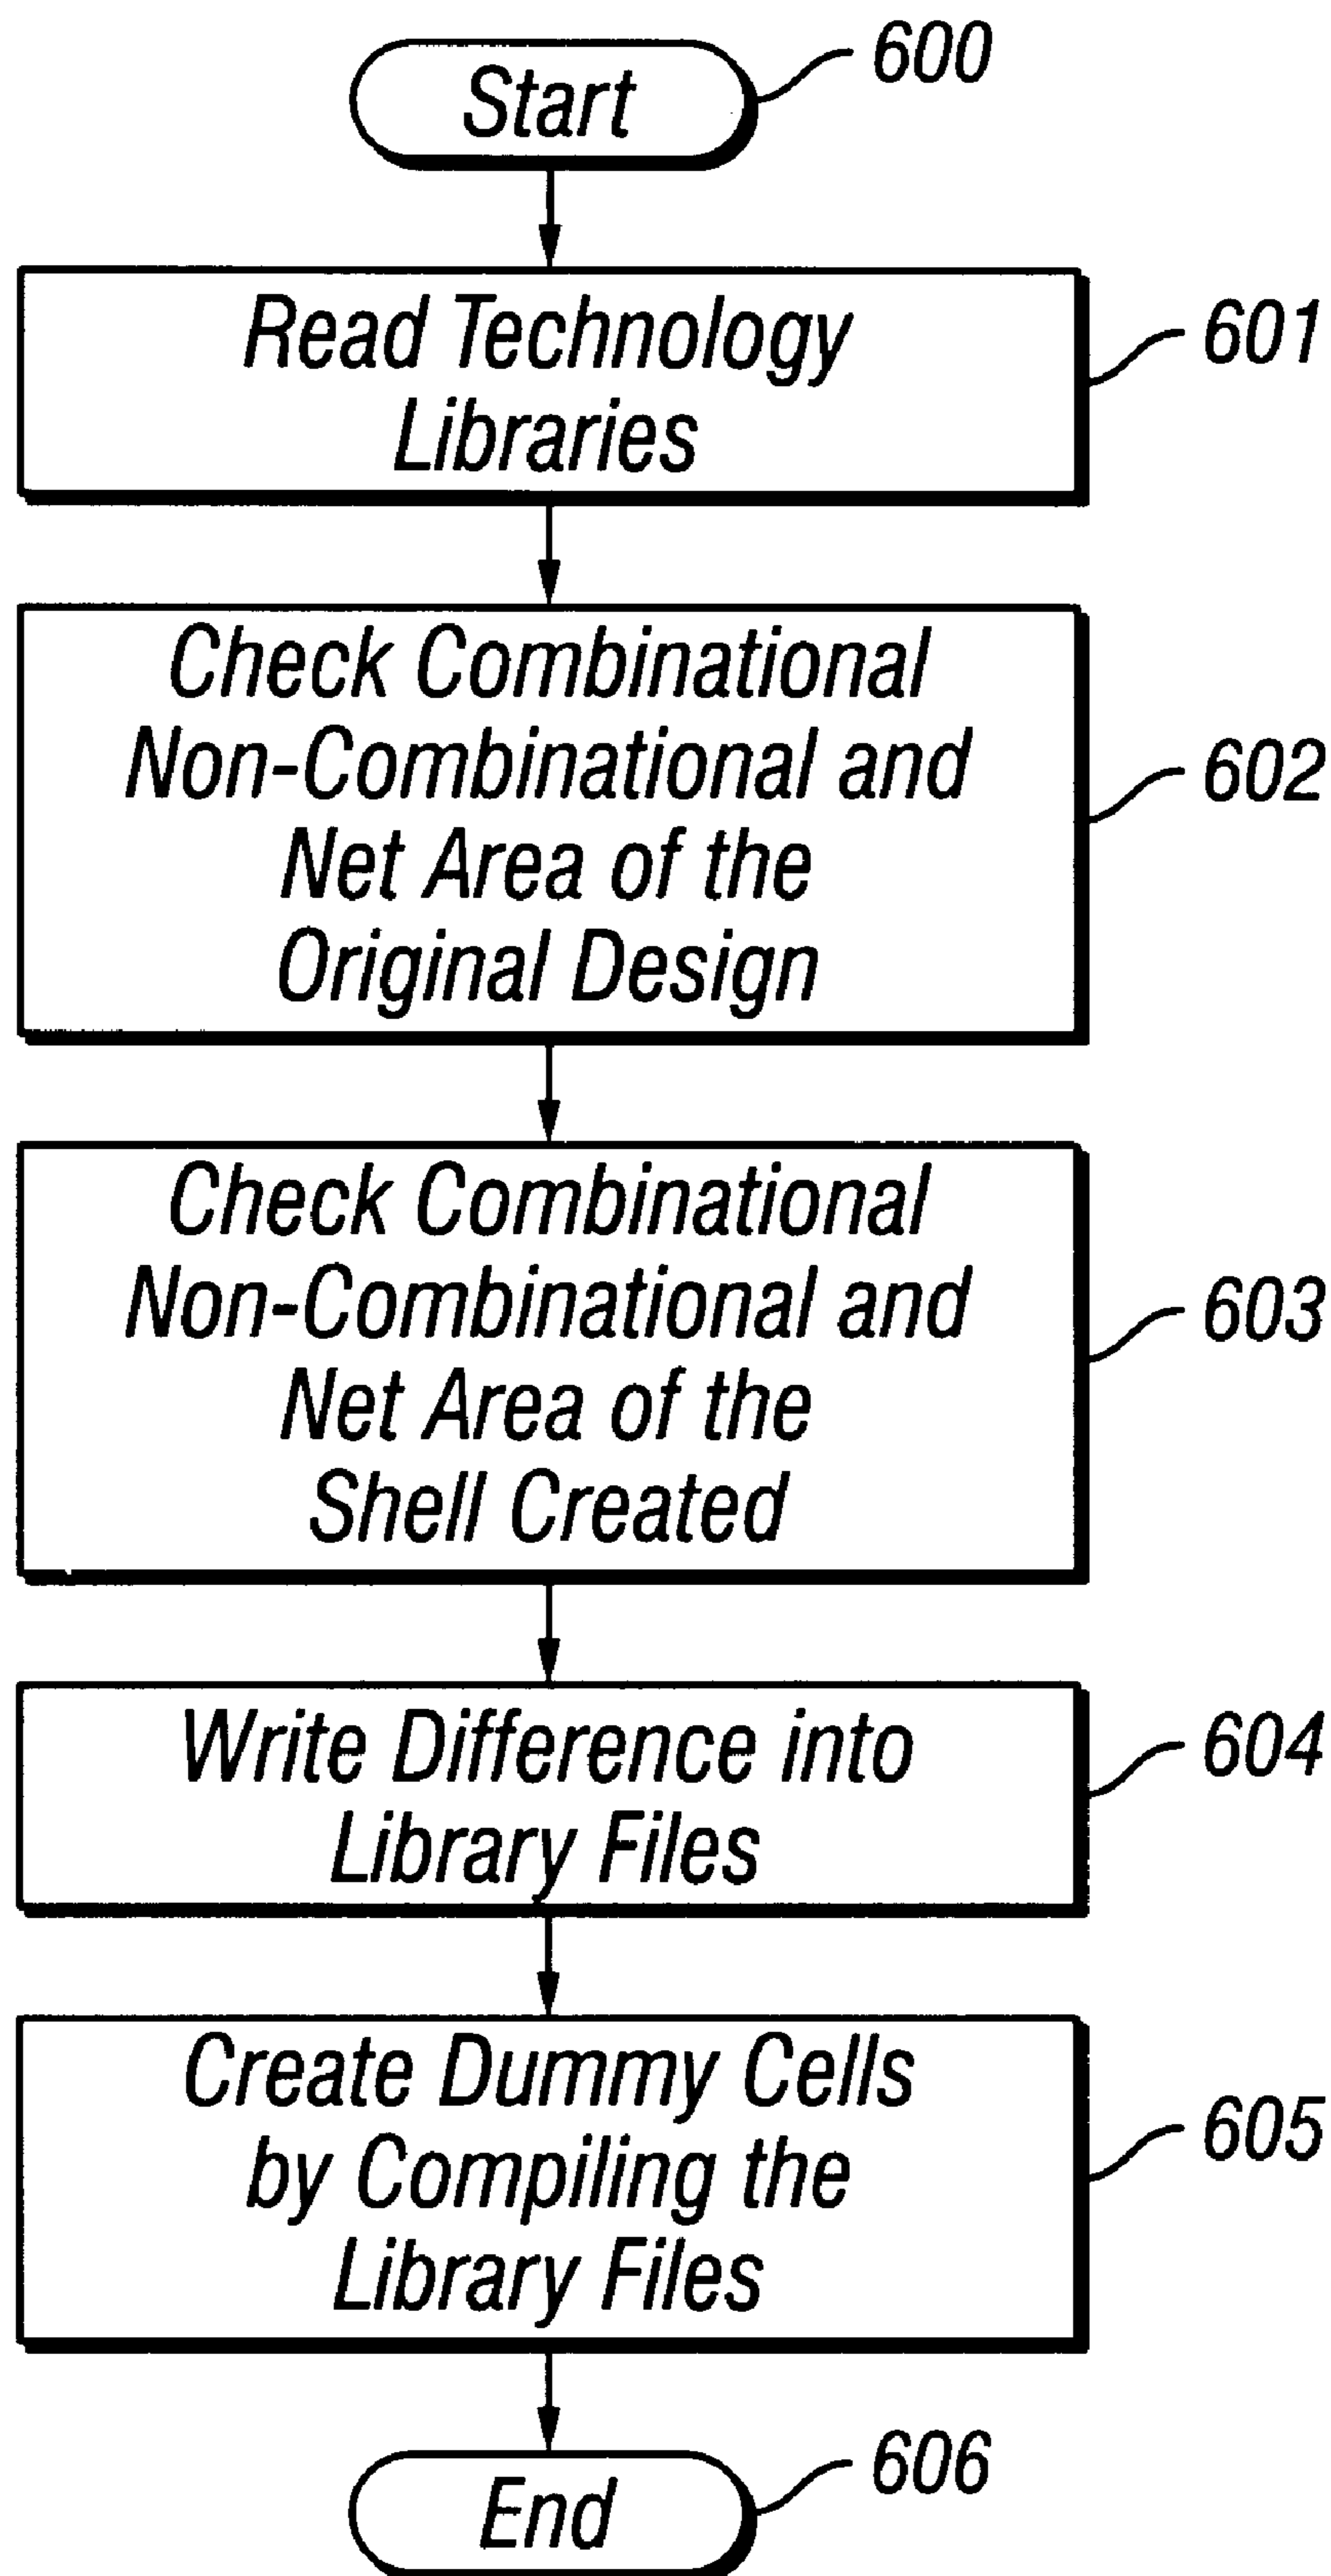 Start
600
Read Technology
Libraries
601
Check Combinational
Non-Combinational and
Net Area of the
Original Design
602
Check Combinational
Non-Combinational and
Net Area of the
Shell Created
603
Write Difference into
Library Files
604
Create Dummy Cells
by Compiling the
Library Files
605
End
606